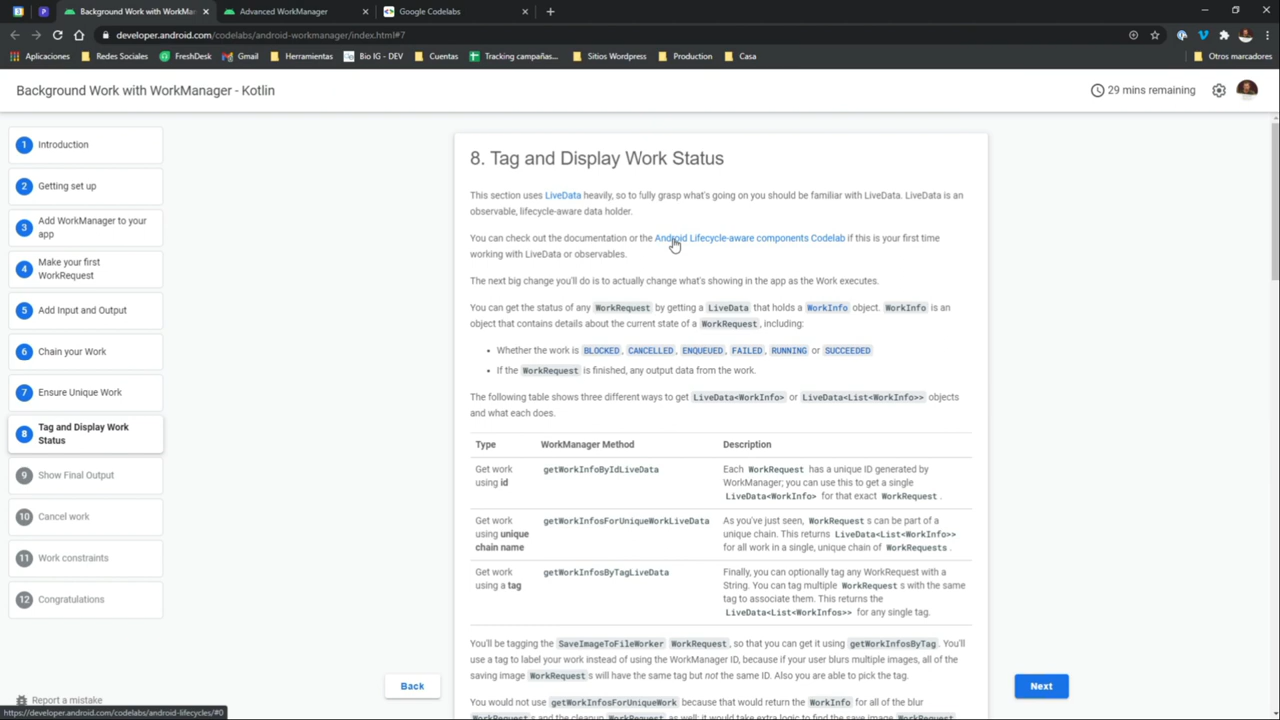 Background Work with WorkMa
Advanced WorkManager
Google Codelabs
developer.android.com/codelabs/android-workmanager/index.html#7
Aplicaciones
Redes Sociales
FreshDesk
Gmail
Herramientas
Bio IG - DEV
Cuentas
Tracking campañas...
Sitios Wordpress
Production
Casa
Otros marcadores
Background Work with WorkManager - Kotlin
29 mins remaining
1 Introduction
2 Getting set up
3 Add WorkManager to your
app
4 Make your first
WorkRequest
5 Add Input and Output
6 Chain your Work
7 Ensure Unique Work
8 Tag and Display Work
Status
9 Show Final Output
10 Cancel work
11 Work constraints
12 Congratulations
Report a mistake
https://developer.android.com/codelabs/android-lifecycles/#0
8. Tag and Display Work Status
This section uses LiveData heavily, so to fully grasp what's going on you should be familiar with LiveData. LiveData is an
observable, lifecycle-aware data holder.
You can check out the documentation or the Android Lifecycle-aware components Codelab if this is your first time
working with LiveData or observables.
The next big change you'll do is to actually change what's showing in the app as the Work executes.
You can get the status of any WorkRequest by getting a LiveData that holds a WorkInfo object. WorkInfo is an
object that contains details about the current state of a WorkRequest, including:
• Whether the work is BLOCKED, CANCELLED, ENQUEUED, FAILED, RUNNING or SUCCEEDED
• If the WorkRequest is finished, any output data from the work.
The following table shows three different ways to get LiveData<WorkInfo> or LiveData<List<WorkInfo>> objects
and what each does.
Type WorkManager Method Description
Get work
using id
getWorkInfoByIdLiveData
Each WorkRequest has a unique ID generated by
WorkManager; you can use this to get a single
LiveData<WorkInfo> for that exact WorkRequest.
Get work
using unique
chain name
getWorkInfosForUniqueWorkLiveData
As you've just seen, WorkRequest s can be part of a
unique chain. This returns LiveData<List<WorkInfo>>
for all work in a single, unique chain of WorkRequests.
Get work
using a tag
getWorkInfosByTagLiveData
Finally, you can optionally tag any WorkRequest with a
String. You can tag multiple WorkRequest s with the same
tag to associate them. This returns the
LiveData<List<WorkInfos>> for any single tag.
You'll be tagging the SaveImageToFileWorker WorkRequest, so that you can get it using getWorkInfosByTag. You'll
use a tag to label your work instead of using the WorkManager ID, because if your user blurs multiple images, all of the
saving image WorkRequest s will have the same tag but not the same ID. Also you are able to pick the tag.
You would not use getWorkInfosForUniqueWork because that would return the WorkInfo for all of the blur
WorkRequest s and the cleanup WorkRequest as well; it would take extra logic to find the save image WorkRequest
Back
Next